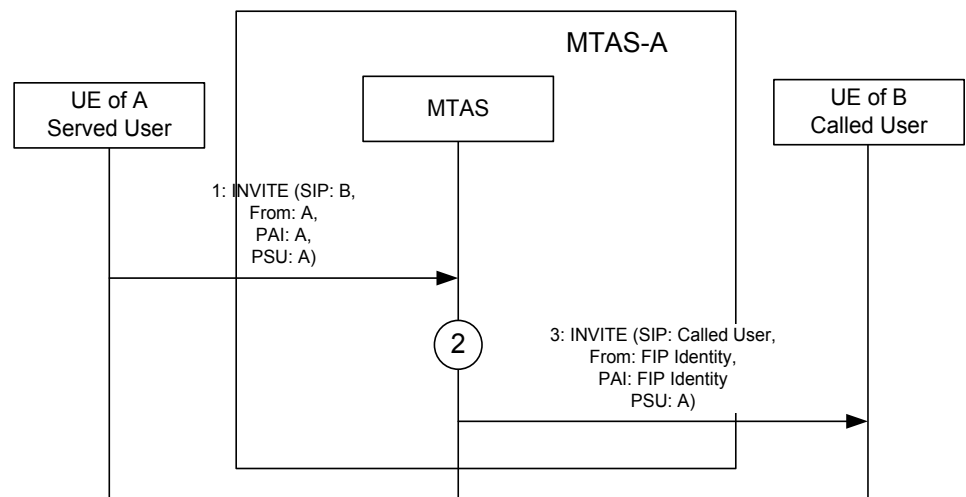 MTAS-A
UE of A
Served User
MTAS
UE of B
Called User
1: INVITE (SIP: B,
From: A,
PAI: A,
PSU: A)
2
3: INVITE (SIP: Called User,
From: FIP Identity,
PAI: FIP Identity
PSU: A)